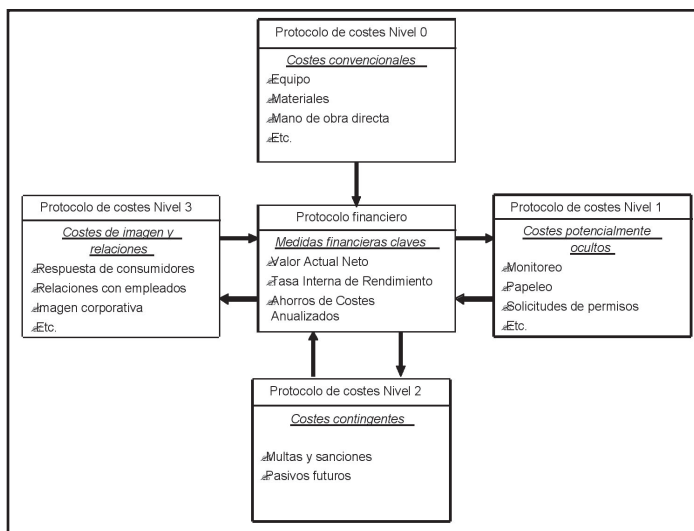 Protocolo de costes Nivel 0
Costes convencionales
Equipo
Materiales
Mano de obra directa
Etc.
Protocolo de costes Nivel 3
Costes de imagen y
relaciones
Respuesta de consumidores
Relaciones con empleados
Imagen corporativa
Etc.
Protocolo financiero
Medidas financieras claves
Valor Actual Neto
Tasa Interna de Rendimiento
Ahorros de Costes
Anualizados
Protocolo de costes Nivel 1
Costes potencialmente
ocultos
Monitoreo
Papeleo
Solicitudes de permisos
Etc.
Protocolo de costes Nivel 2
Costes contingentes
Multas y sanciones
Pasivos futuros